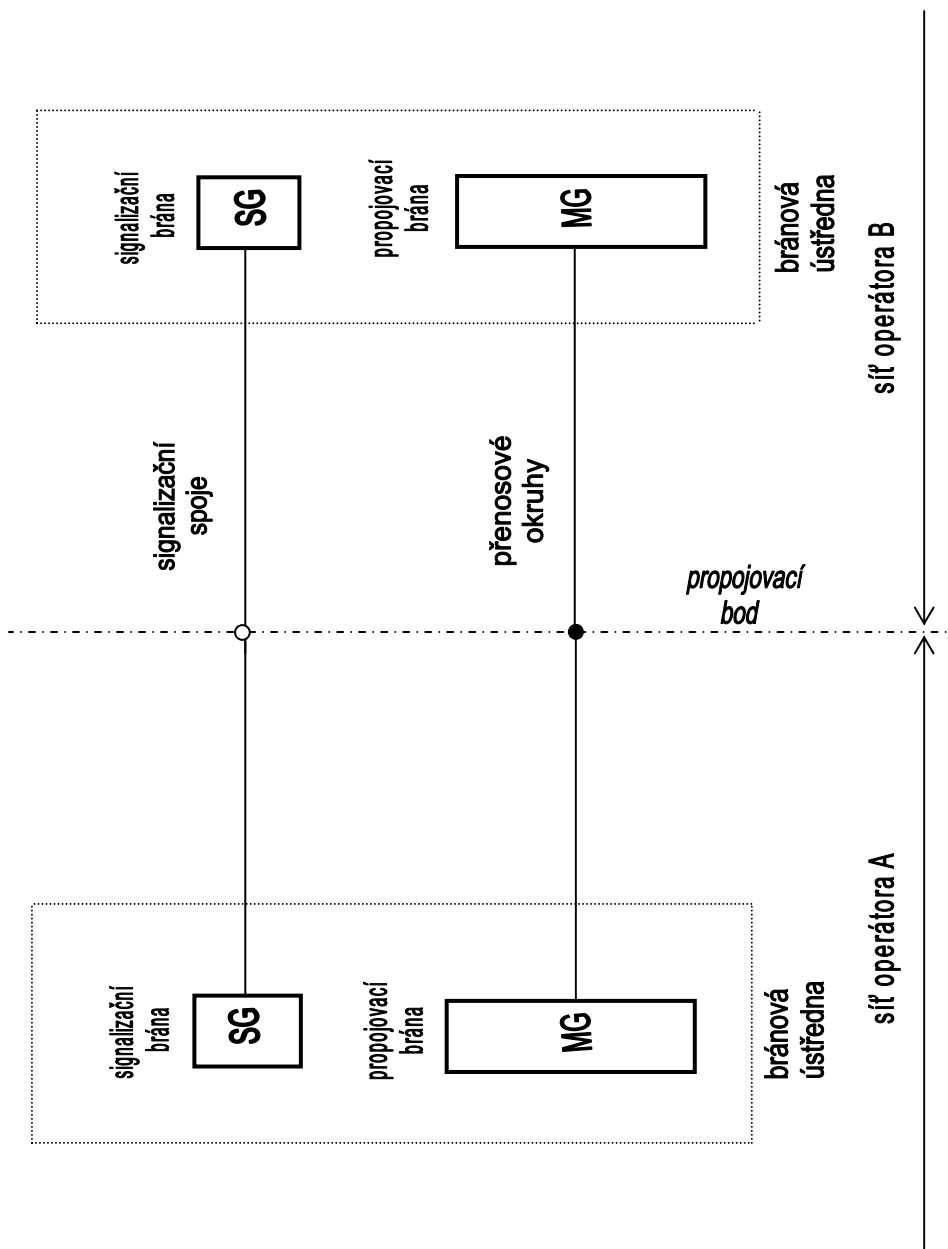 signalizační
brána
SG
signalizační
spoje
signalizační
brána
SG
propojovací
brána
MG
přenosové
okruhy
propojovací
brána
MG
propojovací
bod
bránová
ústředna
bránová
ústředna
síť operátora A
síť operátora B